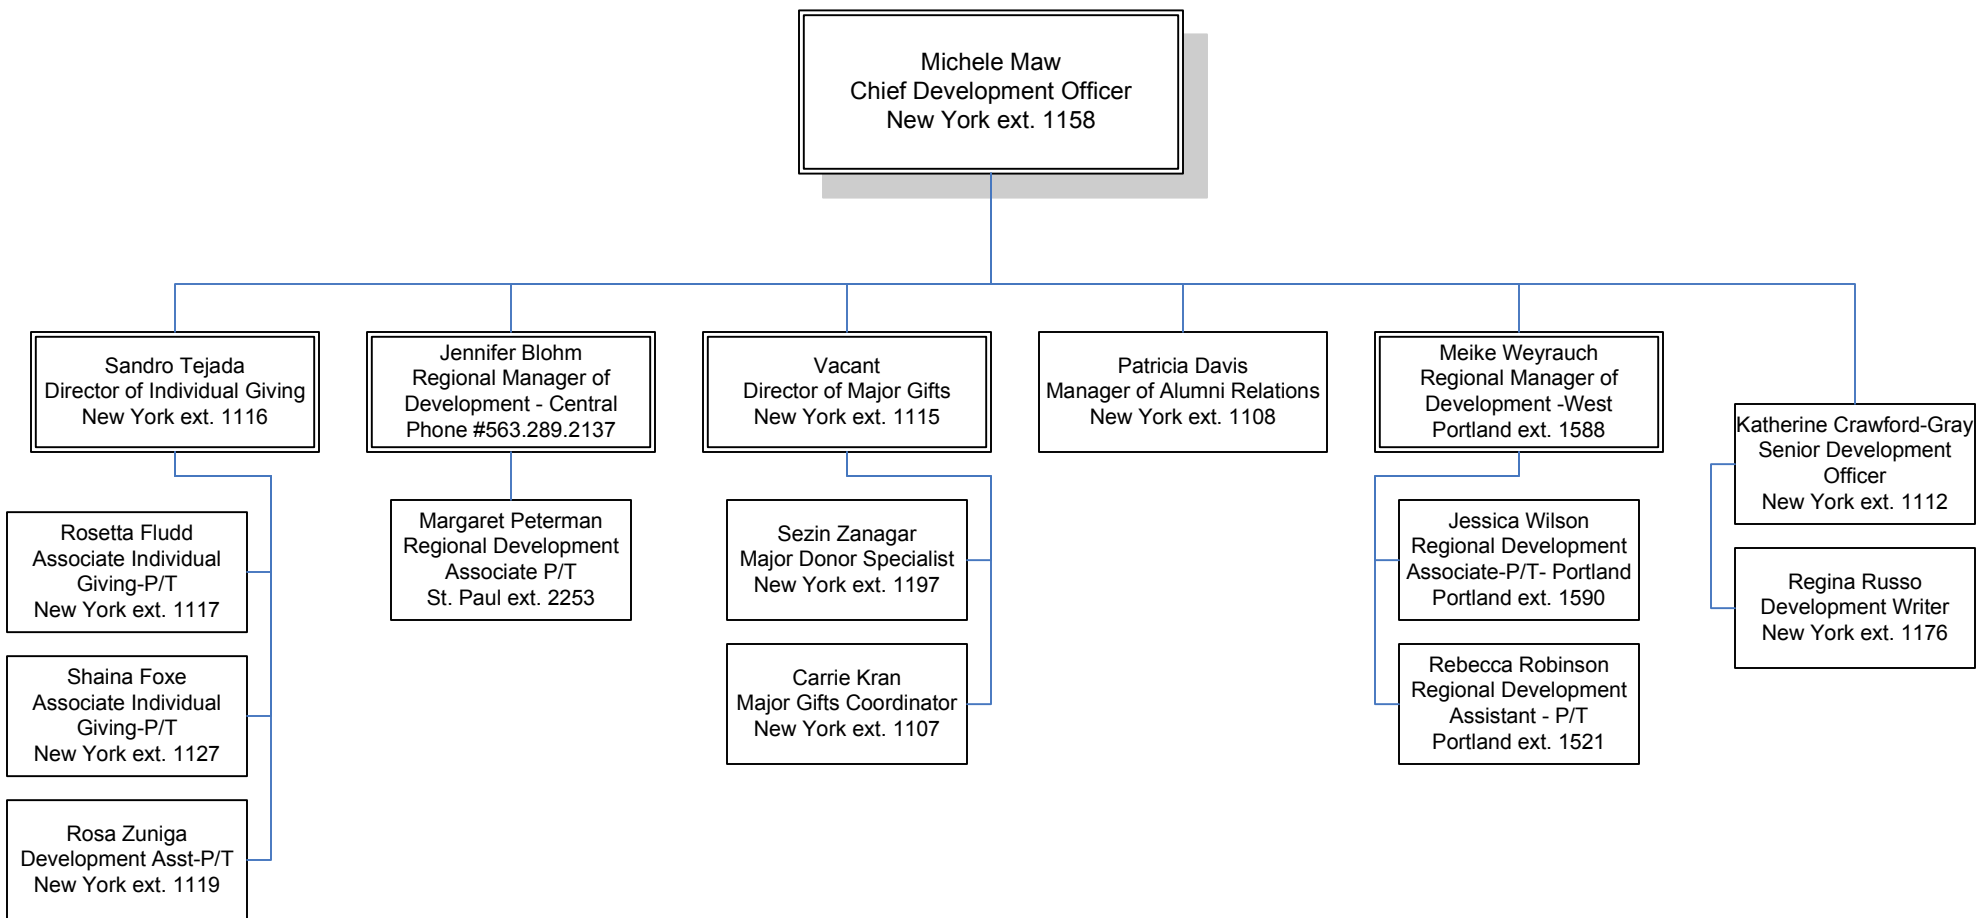 Michele Maw
Chief Development Officer
New York ext. 1158
Sandro Tejada
Director of Individual Giving
New York ext. 1116
Jennifer Blohm
Regional Manager of
Development - Central
Phone #563.289.2137
Vacant
Director of Major Gifts
New York ext. 1115
Patricia Davis
Manager of Alumni Relations
New York ext. 1108
Meike Weyrauch
Regional Manager of
Development -West
Portland ext. 1588
Katherine Crawford-Gray
Senior Development
Officer
New York ext. 1112
Rosetta Fludd
Associate Individual
Giving-P/T
New York ext. 1117
Shaina Foxe
Associate Individual
Giving-P/T
New York ext. 1127
Rosa Zuniga
Development Asst-P/T
New York ext. 1119
Margaret Peterman
Regional Development
Associate P/T
St. Paul ext. 2253
Sezin Zanagar
Major Donor Specialist
New York ext. 1197
Carrie Kran
Major Gifts Coordinator
New York ext. 1107
Jessica Wilson
Regional Development
Associate-P/T- Portland
Portland ext. 1590
Rebecca Robinson
Regional Development
Assistant - P/T
Portland ext. 1521
Regina Russo
Development Writer
New York ext. 1176